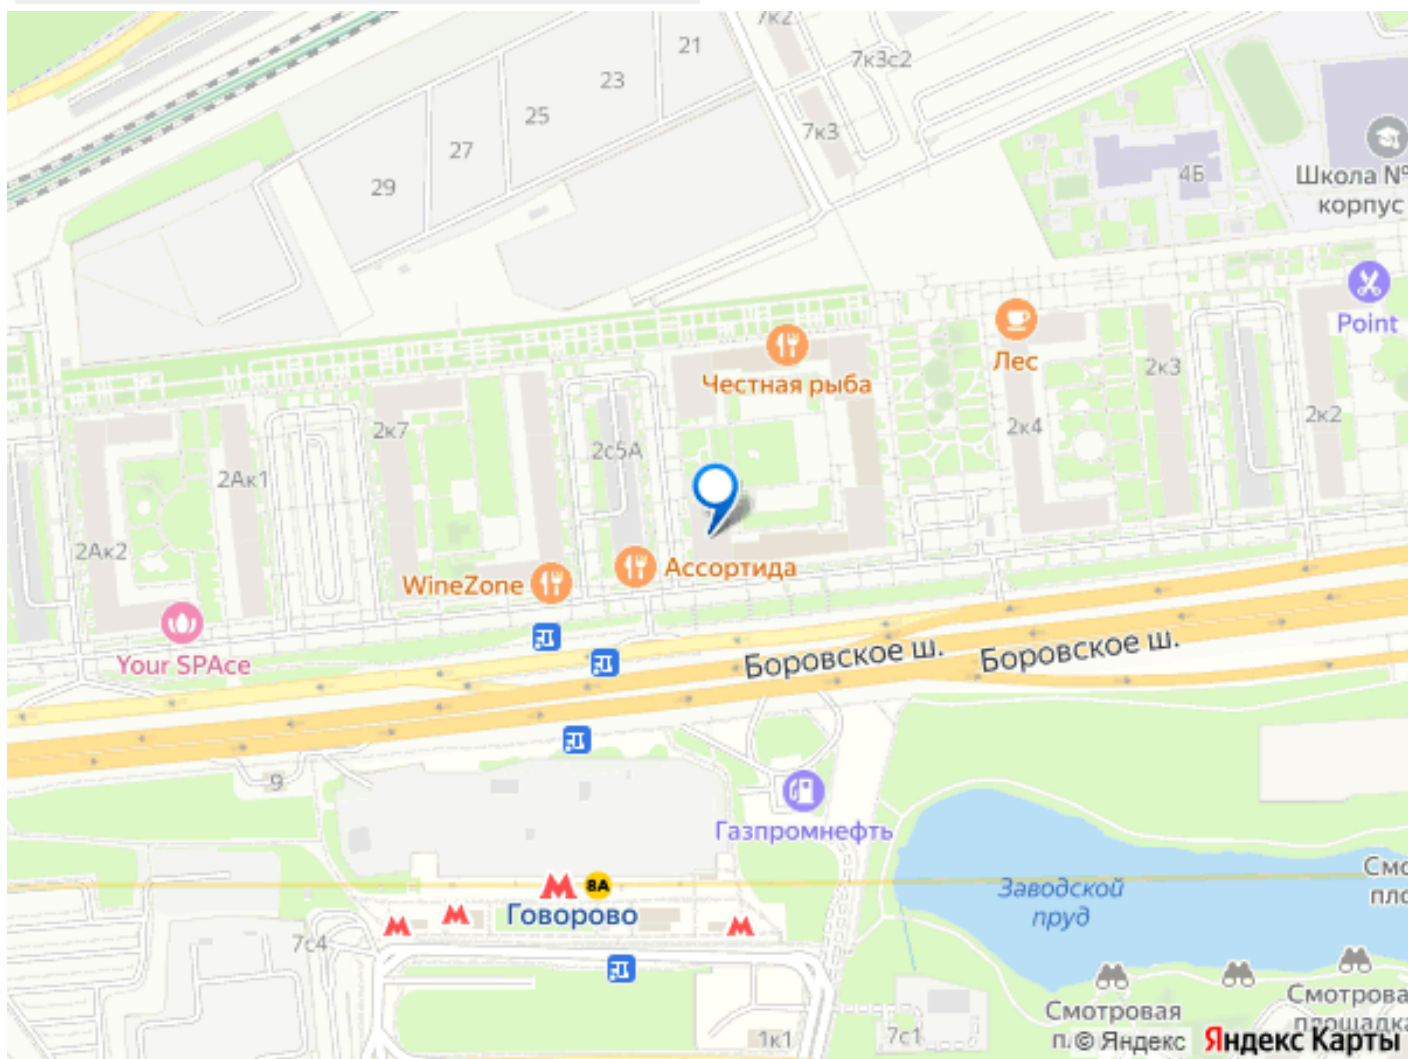 7к2
21
7к3с2
23
25
7к3
27
29
4Б
Школа №
корпус
Point
Лес
Честная рыба
2к3
2к2
2к4
2к7
2с5А
2Ак1
2Ак2
Ассортида
WineZone
Your SPAce
Боровское ш.
Боровское ш.
9
Газпромнефть
8А
Говорово
Заводской
пруд
Смо
пло
7с4
Смотровая
Смотрова
площадка
1к1
7с1
© Яндекс
Яндекс Карты